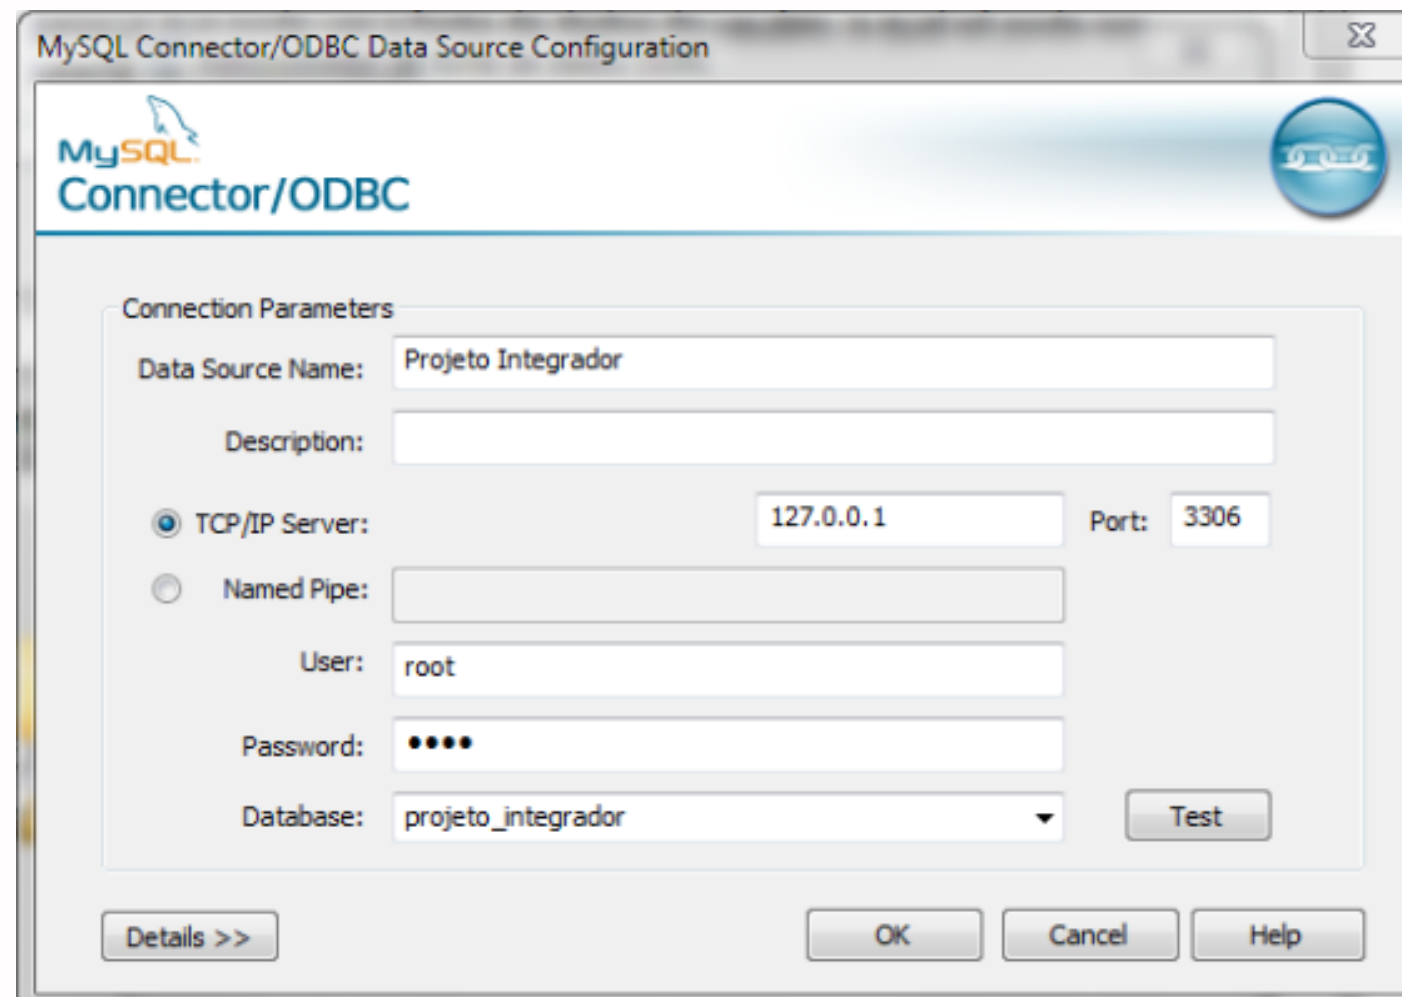 MySQL Connector/ODBC Data Source Configuration
MySQL
Connector/ODBC
Connection Parameters
Data Source Name: Projeto Integrador
Description:
TCP/IP Server: 127.0.0.1 Port: 3306
Named Pipe:
User: root
Password: ••••
Database: projeto_integrador Test
Details >> OK Cancel Help